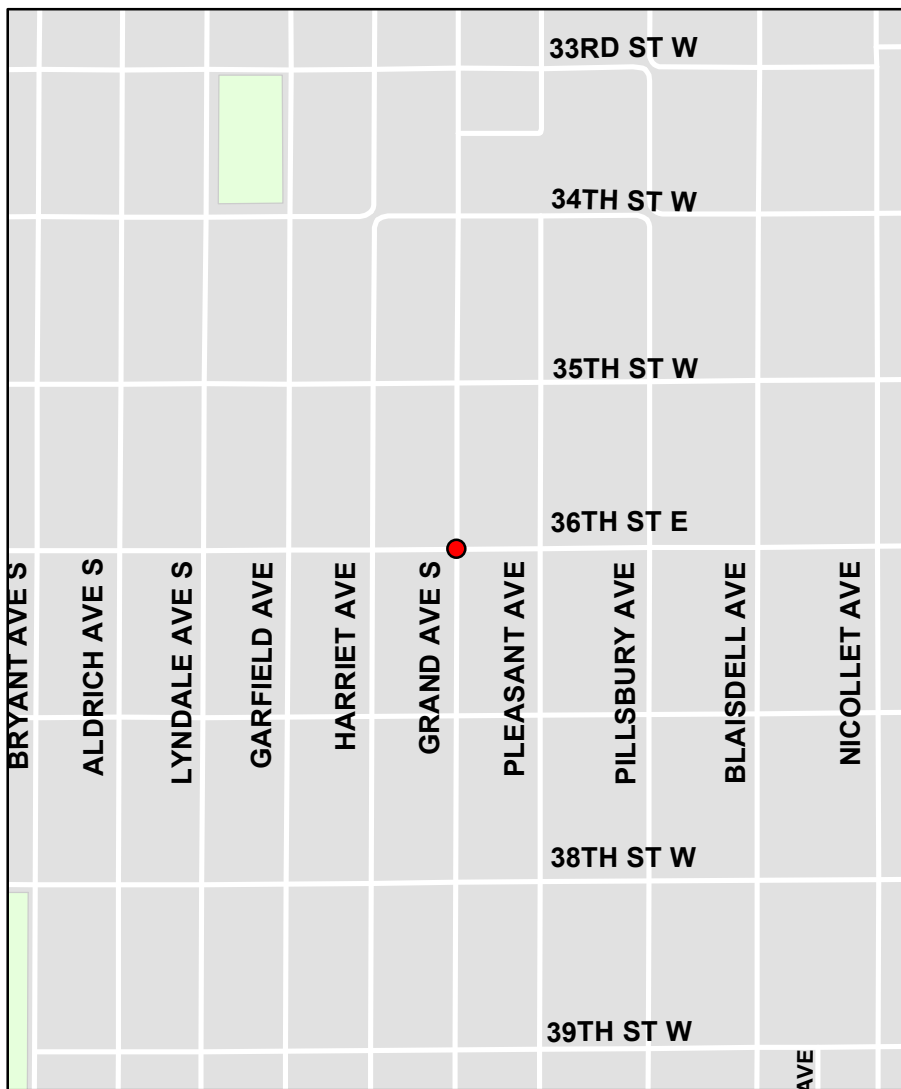 33RD ST W
34TH ST W
35TH ST W
36TH ST E
BRYANT AVE S
ALDRICH AVE S
LYNDALE AVE S
GARFIELD AVE
HARRIET AVE
GRAND AVE S
PLEASANT AVE
PILLSBURY AVE
BLAISDELL AVE
NICOLLET AVE
38TH ST W
39TH ST W
AVE